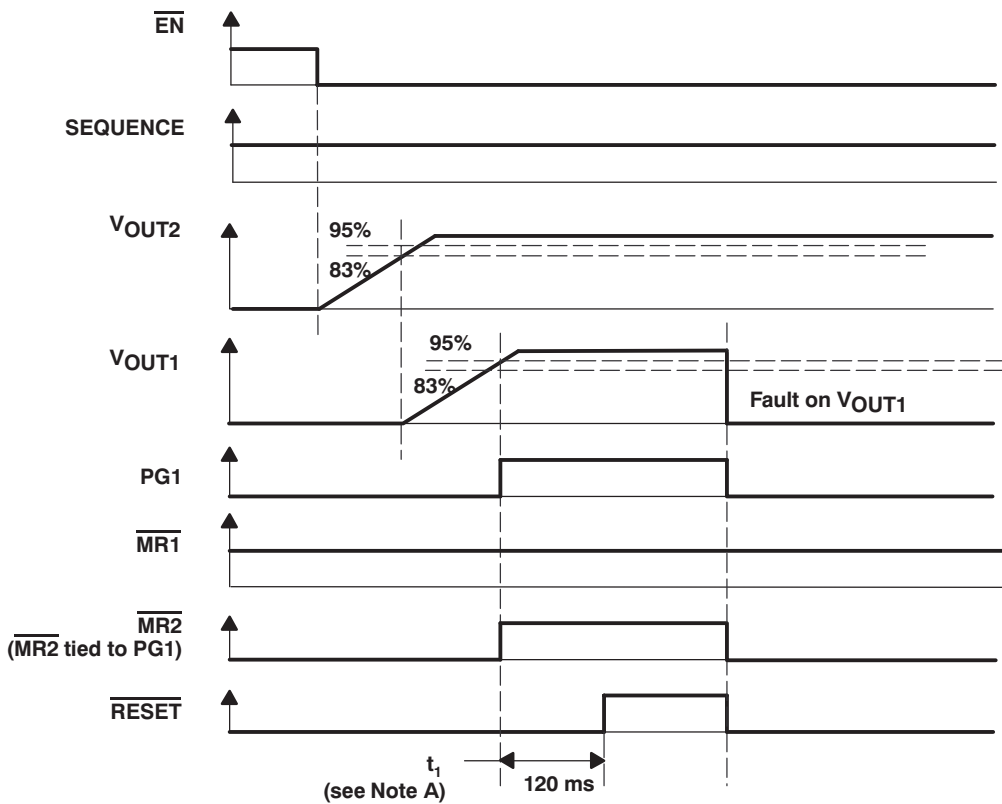 EN
SEQUENCE
VOUT2
95%
83%
VOUT1
95%
83%
Fault on VOUT1
PG1
MR1
MR2
(MR2 tied to PG1)
RESET
t1
(see Note A)
120 ms